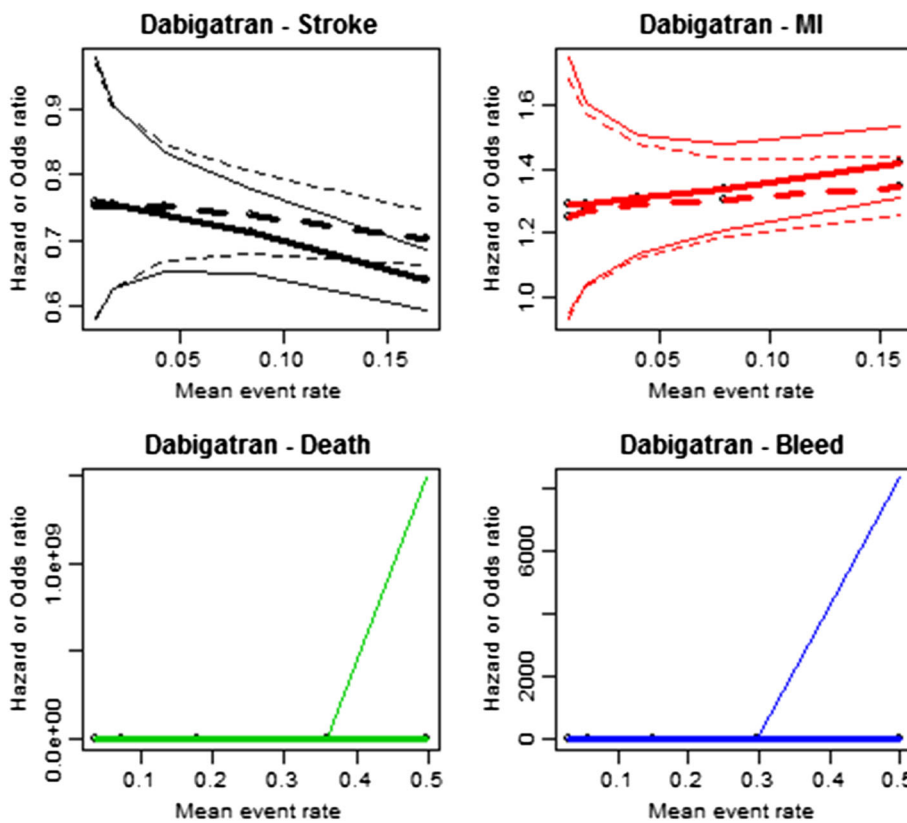 Dabigatran - Stroke
Hazard or Odds ratio
0.9
0.8
0.7
0.6
0.05 0.10 0.15
Mean event rate
Dabigatran - MI
Hazard or Odds ratio
1.6
1.4
1.2
1.0
0.05 0.10 0.15
Mean event rate
Dabigatran - Death
Hazard or Odds ratio
1.0e+09
0.0e+00
0.1 0.2 0.3 0.4 0.5
Mean event rate
Dabigatran - Bleed
Hazard or Odds ratio
6000
2000
0
0.1 0.2 0.3 0.4 0.5
Mean event rate